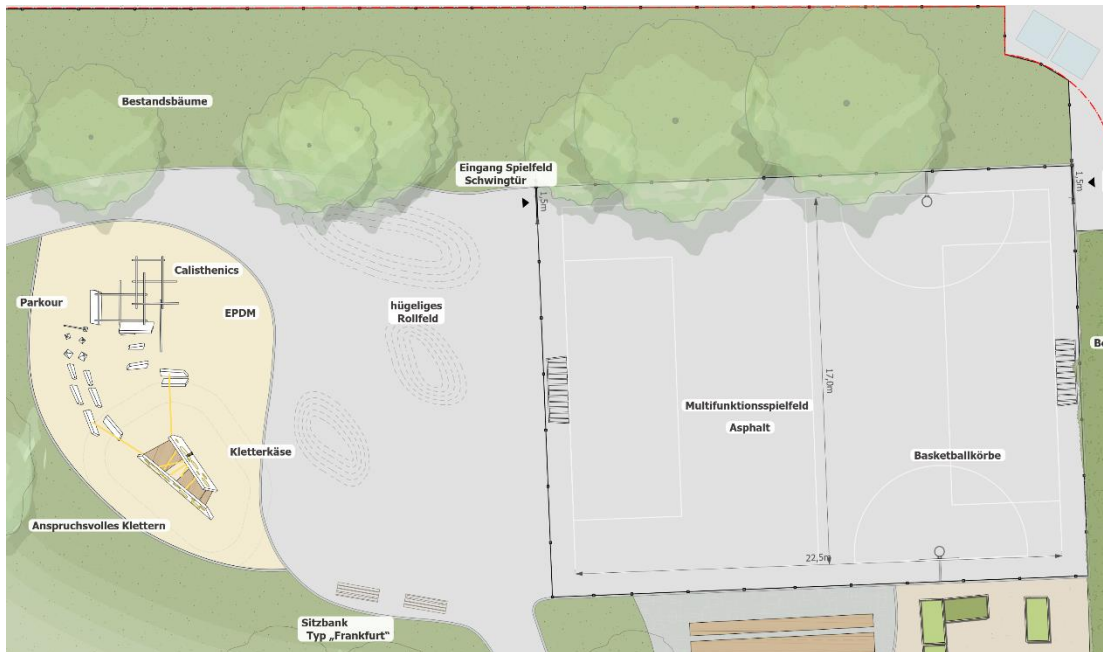 Bestandsbäume
Eingang Spielfeld
Schwingtür
1,5m
1,5m
Calisthenics
Parkour
EPDM
hügeliges
Rollfeld
17,0m
Multifunktionsspielfeld
Asphalt
Kletterkäse
Basketballkörbe
Anspruchsvolles Klettern
22,5m
Sitzbank
Typ „Frankfurt“